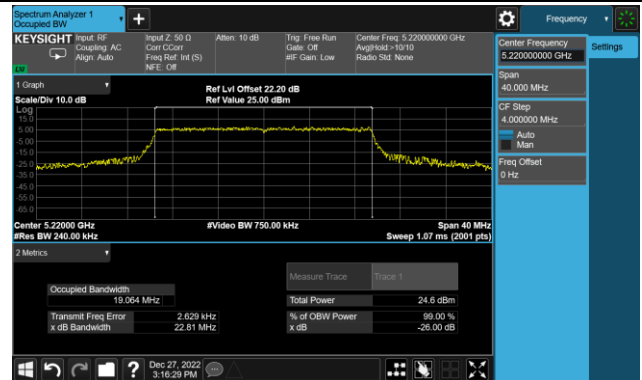 Spectrum Analyzer 1
Occupied BW
Frequency
KEYSIGHT Input: RF Input Z: 50 Ω Atten: 10 dB Trig: Free Run Center Freq: 5.220000000 GHz
Coupling: AC Corr CCorr Gate: Off Avg|Hold:>10/10
Align: Auto Freq Ref: Int (S) #IF Gain: Low Radio Std: None
NFE: Off
Center Frequency
5.220000000 GHz
Settings
Span
40.000 MHz
CF Step
4.000000 MHz
Auto
Man
Freq Offset
0 Hz
1 Graph
Ref Lvl Offset 22.20 dB
Scale/Div 10.0 dB Ref Value 25.00 dBm
Log
15.0
5.00
-5.00
-15.0
-25.0
-35.0
-45.0
-55.0
-65.0
Center 5.22000 GHz #Video BW 750.00 kHz Span 40 MHz
#Res BW 240.00 kHz Sweep 1.07 ms (2001 pts)
2 Metrics
Measure Trace Trace 1
Occupied Bandwidth
19.064 MHz
Total Power 24.6 dBm
Transmit Freq Error 2.629 kHz % of OBW Power 99.00 %
x dB Bandwidth 22.81 MHz x dB -26.00 dB
Dec 27, 2022
3:16:29 PM